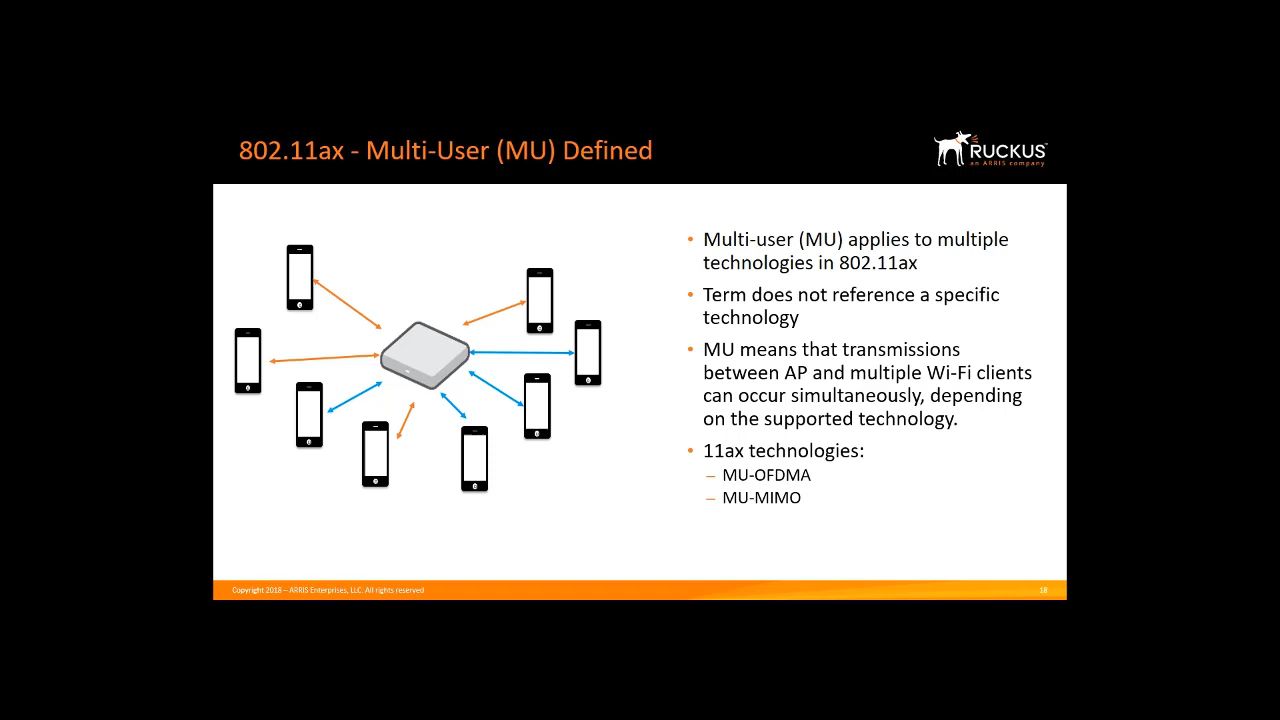 802.11ax - Multi-User (MU) Defined
RUCKUS™
an ARRIS company
• Multi-user (MU) applies to multiple
technologies in 802.11ax
• Term does not reference a specific
technology
• MU means that transmissions
between AP and multiple Wi-Fi clients
can occur simultaneously, depending
on the supported technology.
• 11ax technologies:
– MU-OFDMA
– MU-MIMO
Copyright 2018 – ARRIS Enterprises, LLC. All rights reserved
18